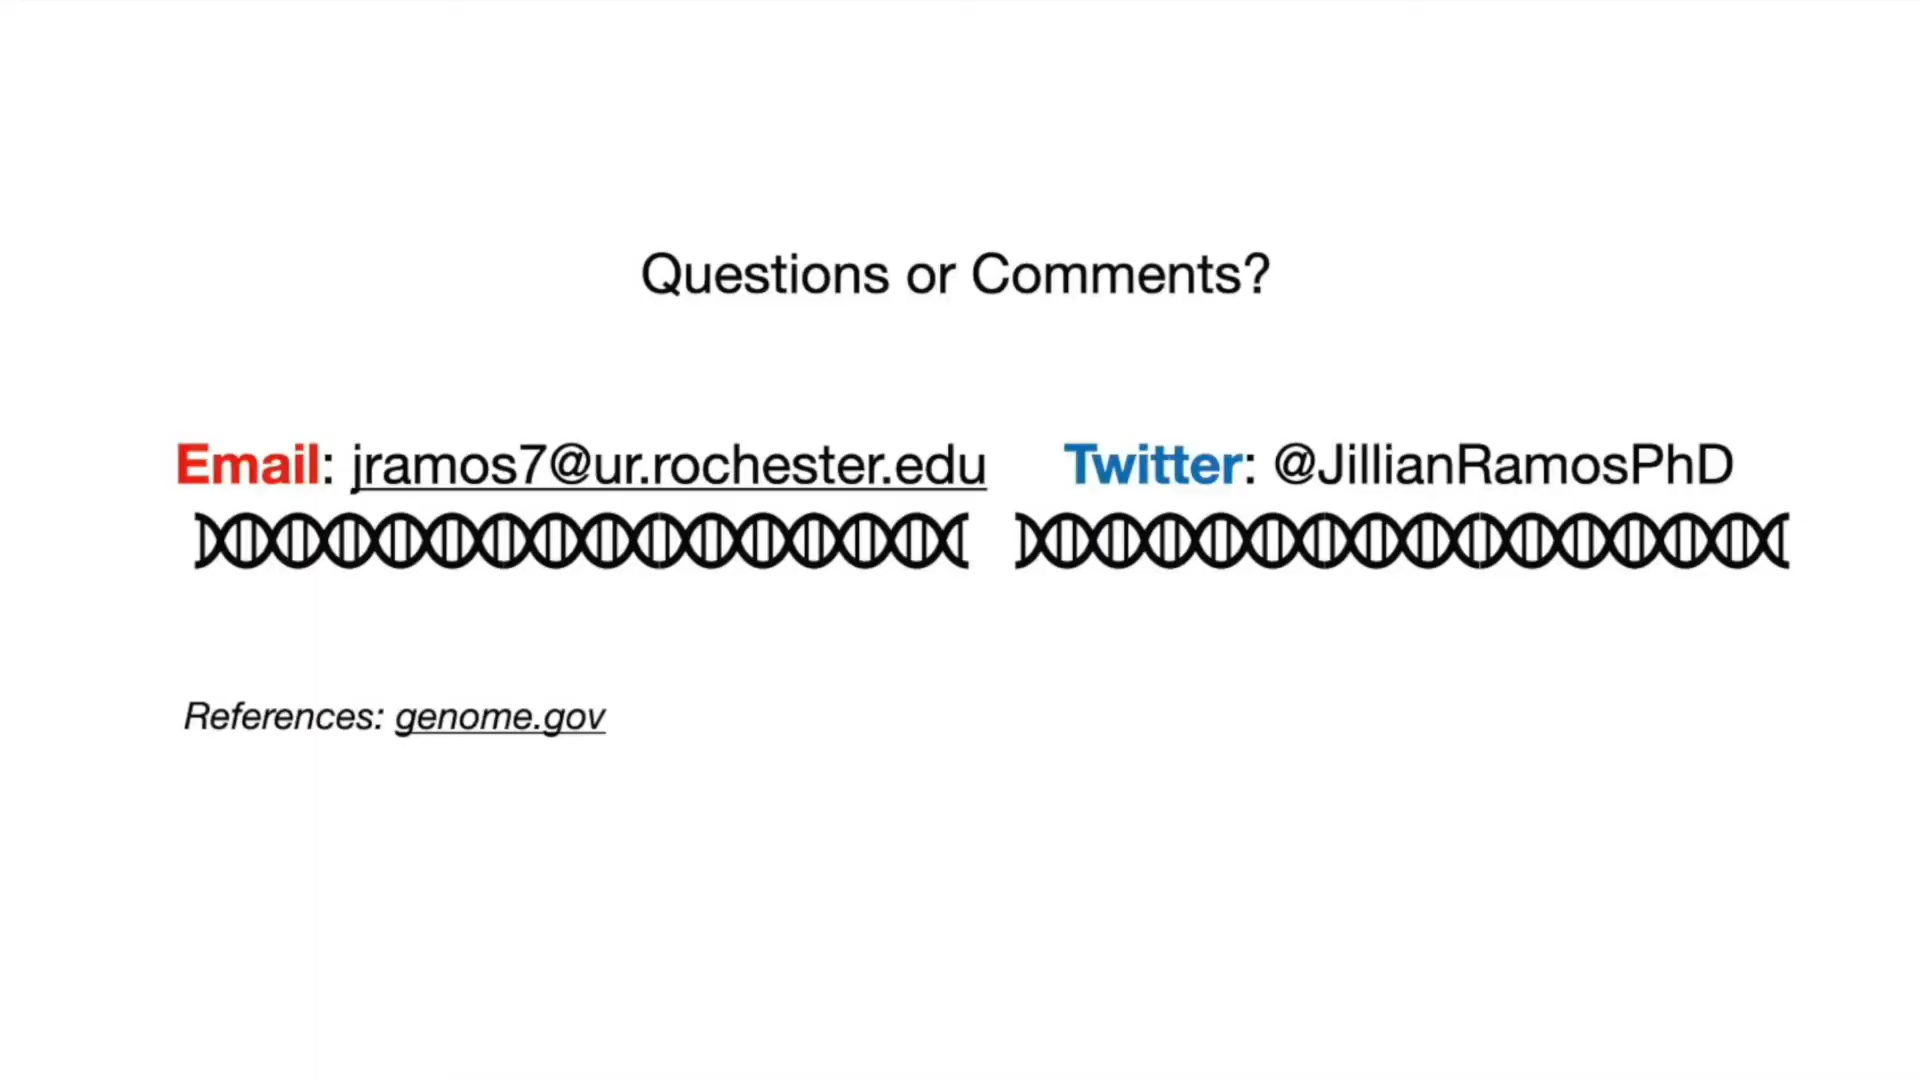 Questions or Comments?
Email: jramos7@ur.rochester.edu
Twitter: @JillianRamosPhD
References: genome.gov